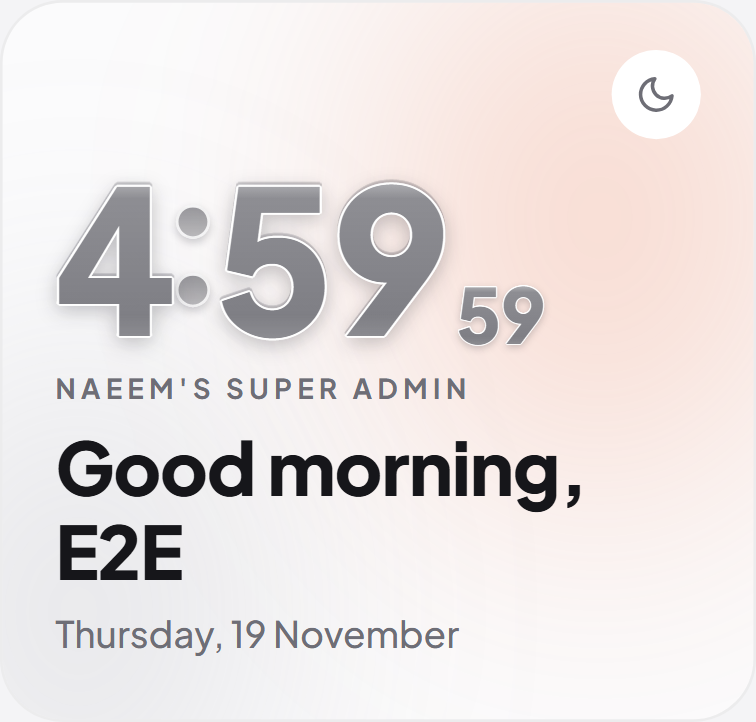 4:59 59
NAEEM'S SUPER ADMIN
Good morning,
E2E
Thursday, 19 November